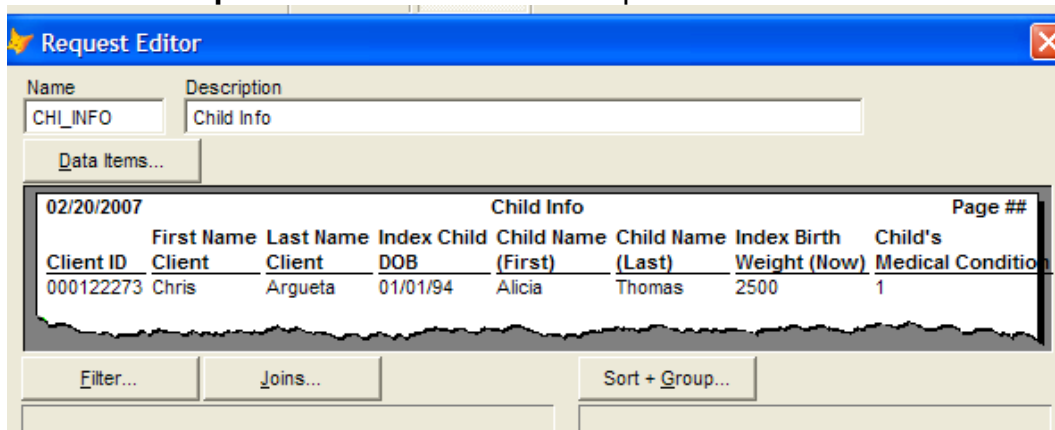 Request Editor
Name Description
CHI_INFO Child Info
Data Items...
02/20/2007 Child Info Page ##
First Name Last Name Index Child Child Name Child Name Index Birth Child's
Client ID Client Client DOB (First) (Last) Weight (Now) Medical Condition
000122273 Chris Argueta 01/01/94 Alicia Thomas 2500 1
Filter... Joins... Sort + Group...